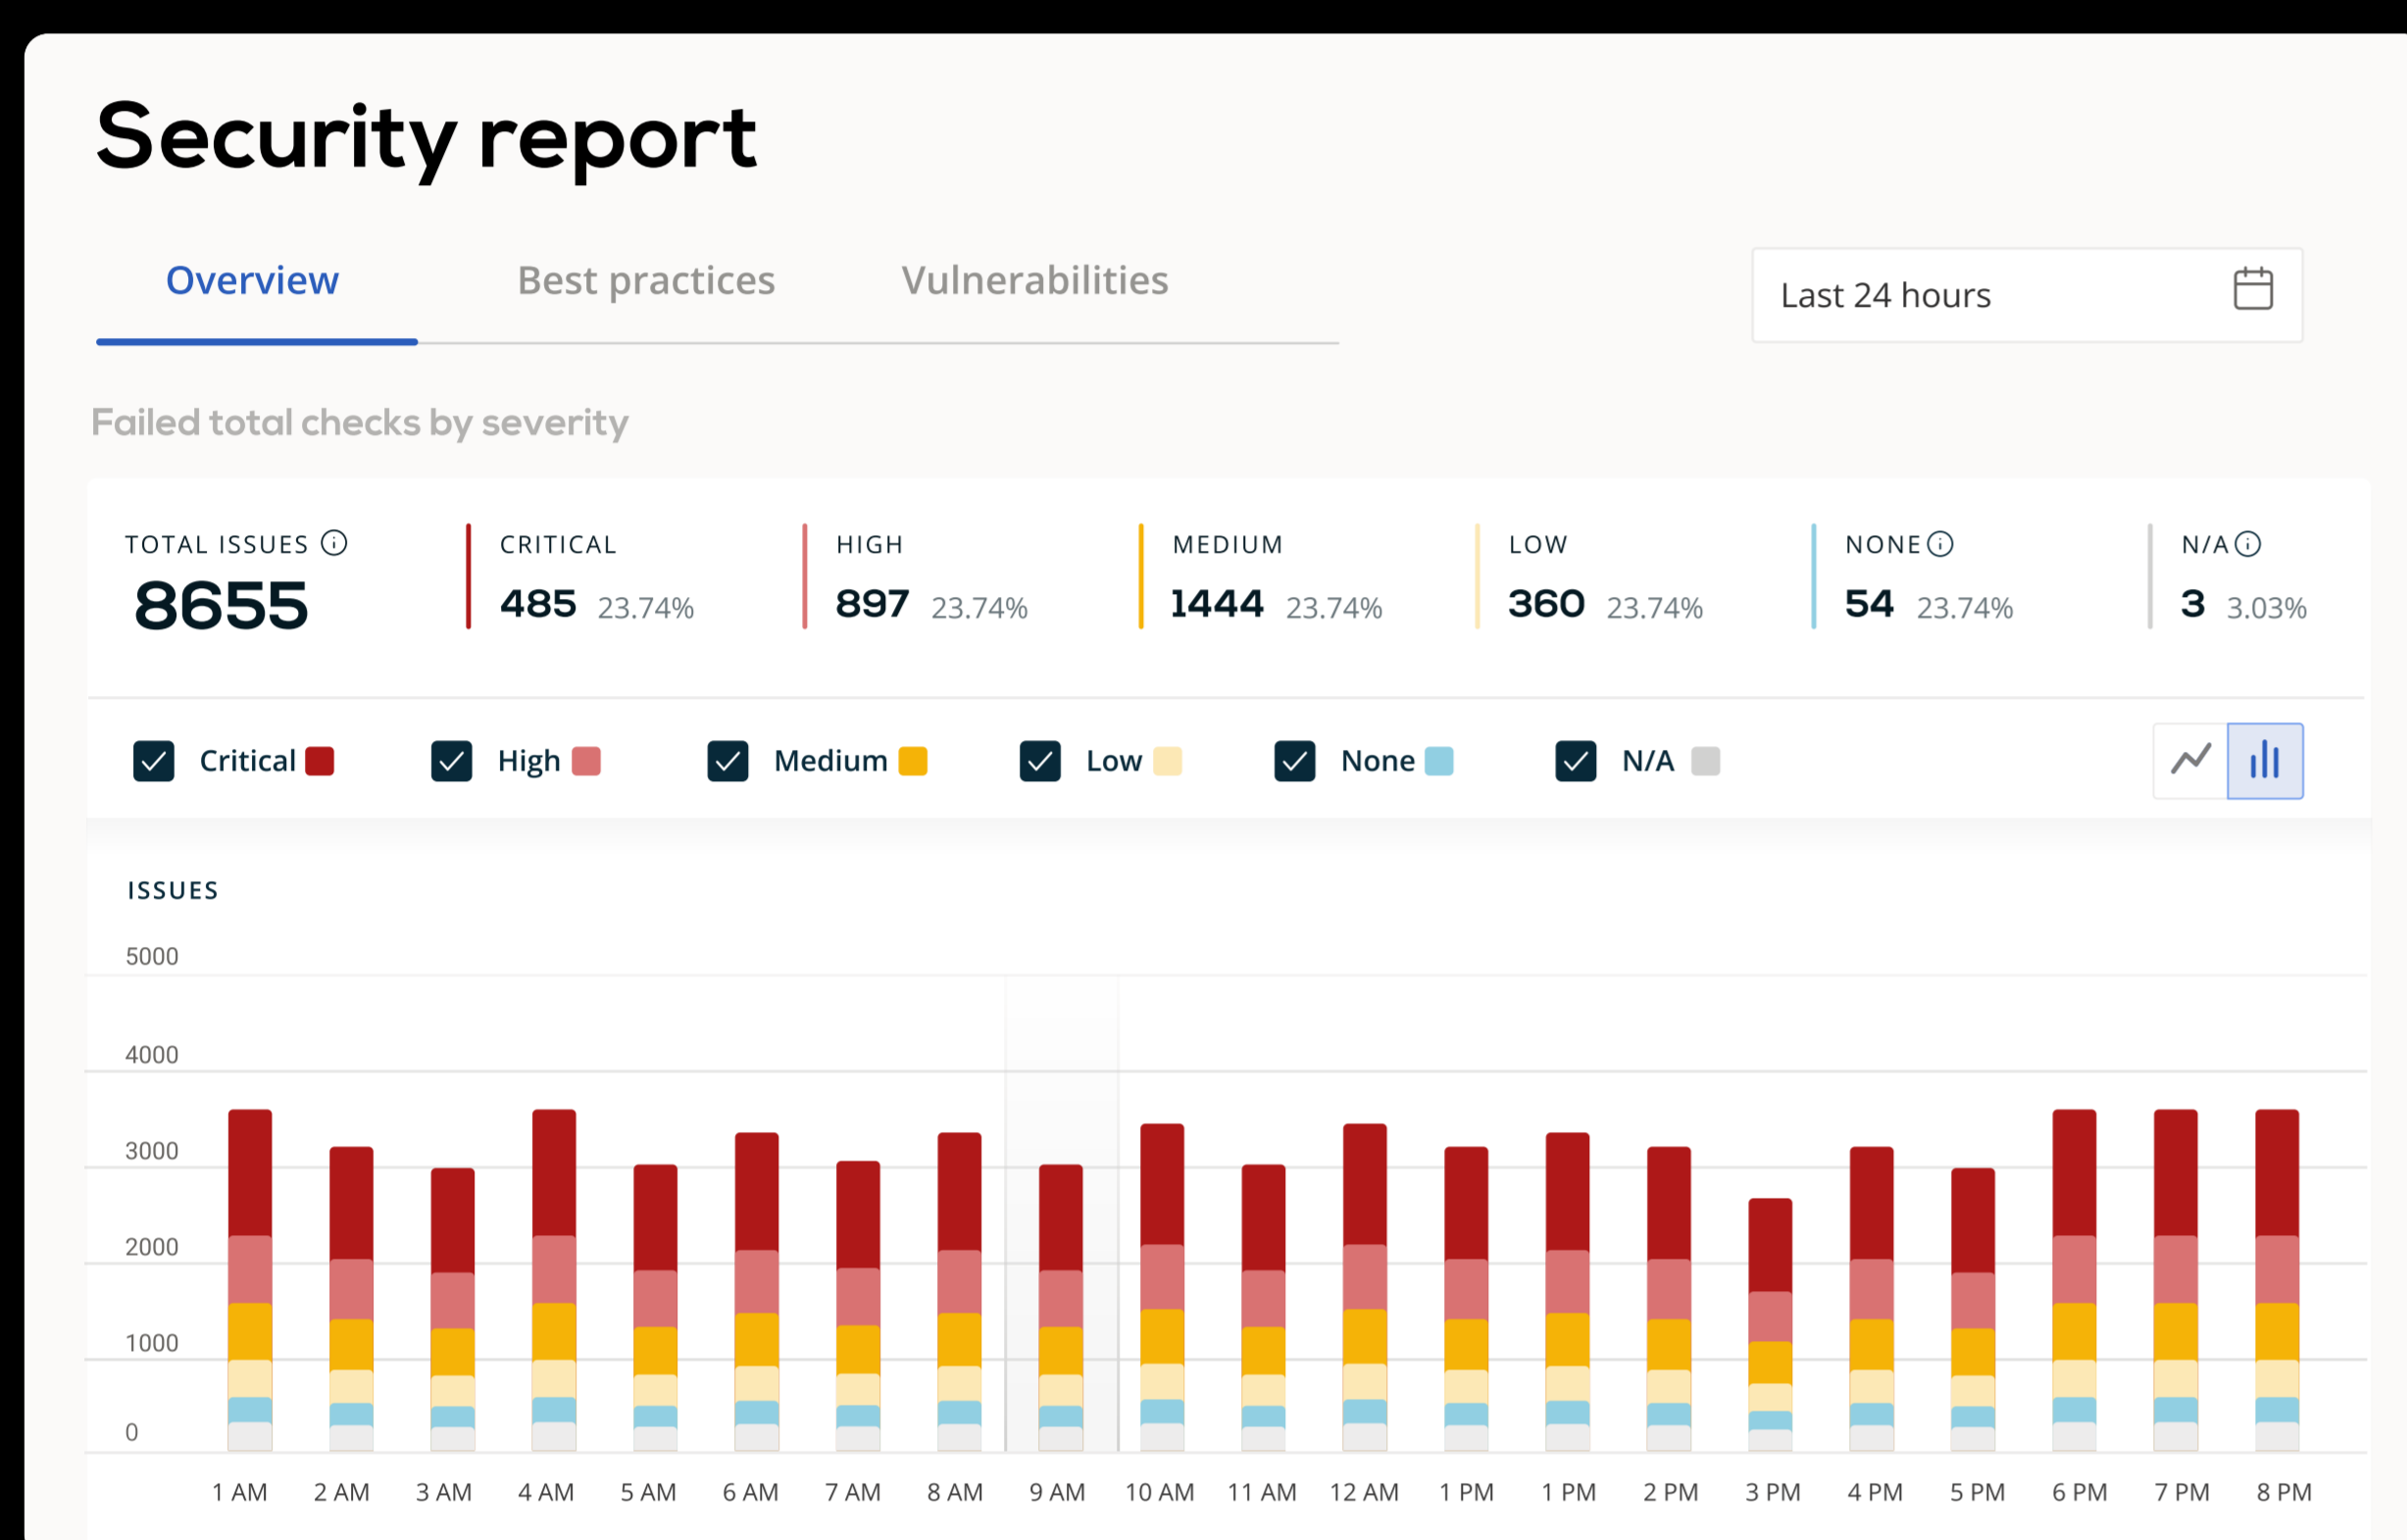 Security report
Overview Best practices Vulnerabilities
Last 24 hours
Failed total checks by severity
TOTAL ISSUES CRITICAL HIGH MEDIUM LOW NONE N/A
8655 485 23.74% 897 23.74% 1444 23.74% 360 23.74% 54 23.74% 3 3.03%
Critical High Medium Low None N/A
ISSUES
5000
4000
3000
2000
1000
0
1 AM 2 AM 3 AM 4 AM 5 AM 6 AM 7 AM 8 AM 9 AM 10 AM 11 AM 12 AM 1 PM 1 PM 2 PM 3 PM 4 PM 5 PM 6 PM 7 PM 8 PM